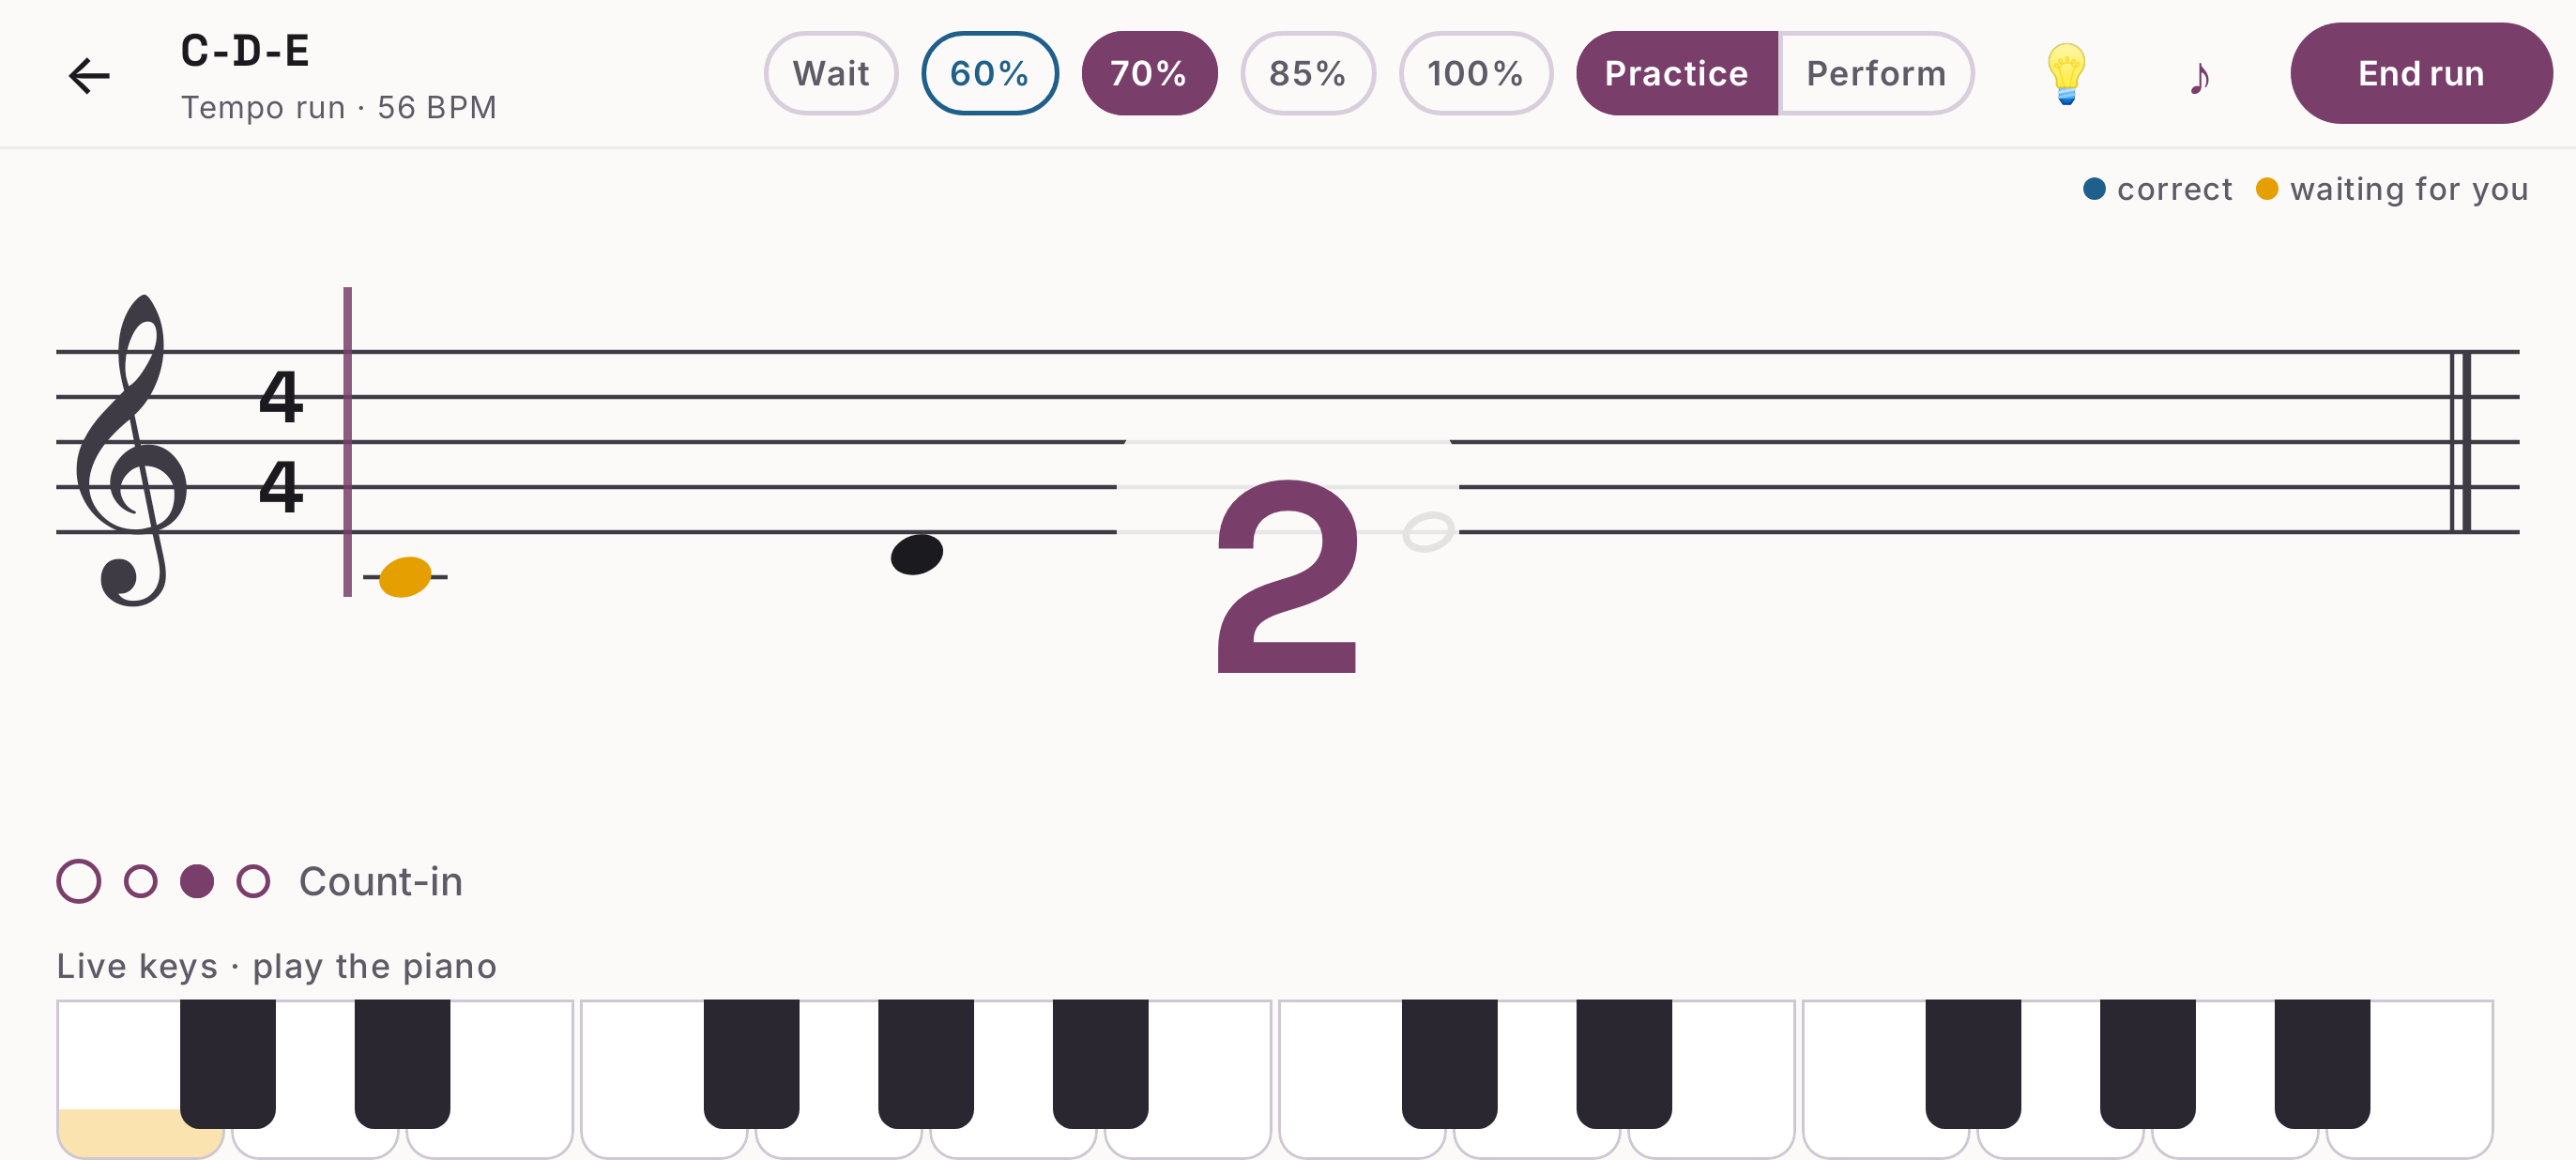 C-D-E
Tempo run · 56 BPM
Wait
60%
70%
85%
100%
Practice
Perform
End run
correct
waiting for you
4
4
2
Count-in
Live keys · play the piano